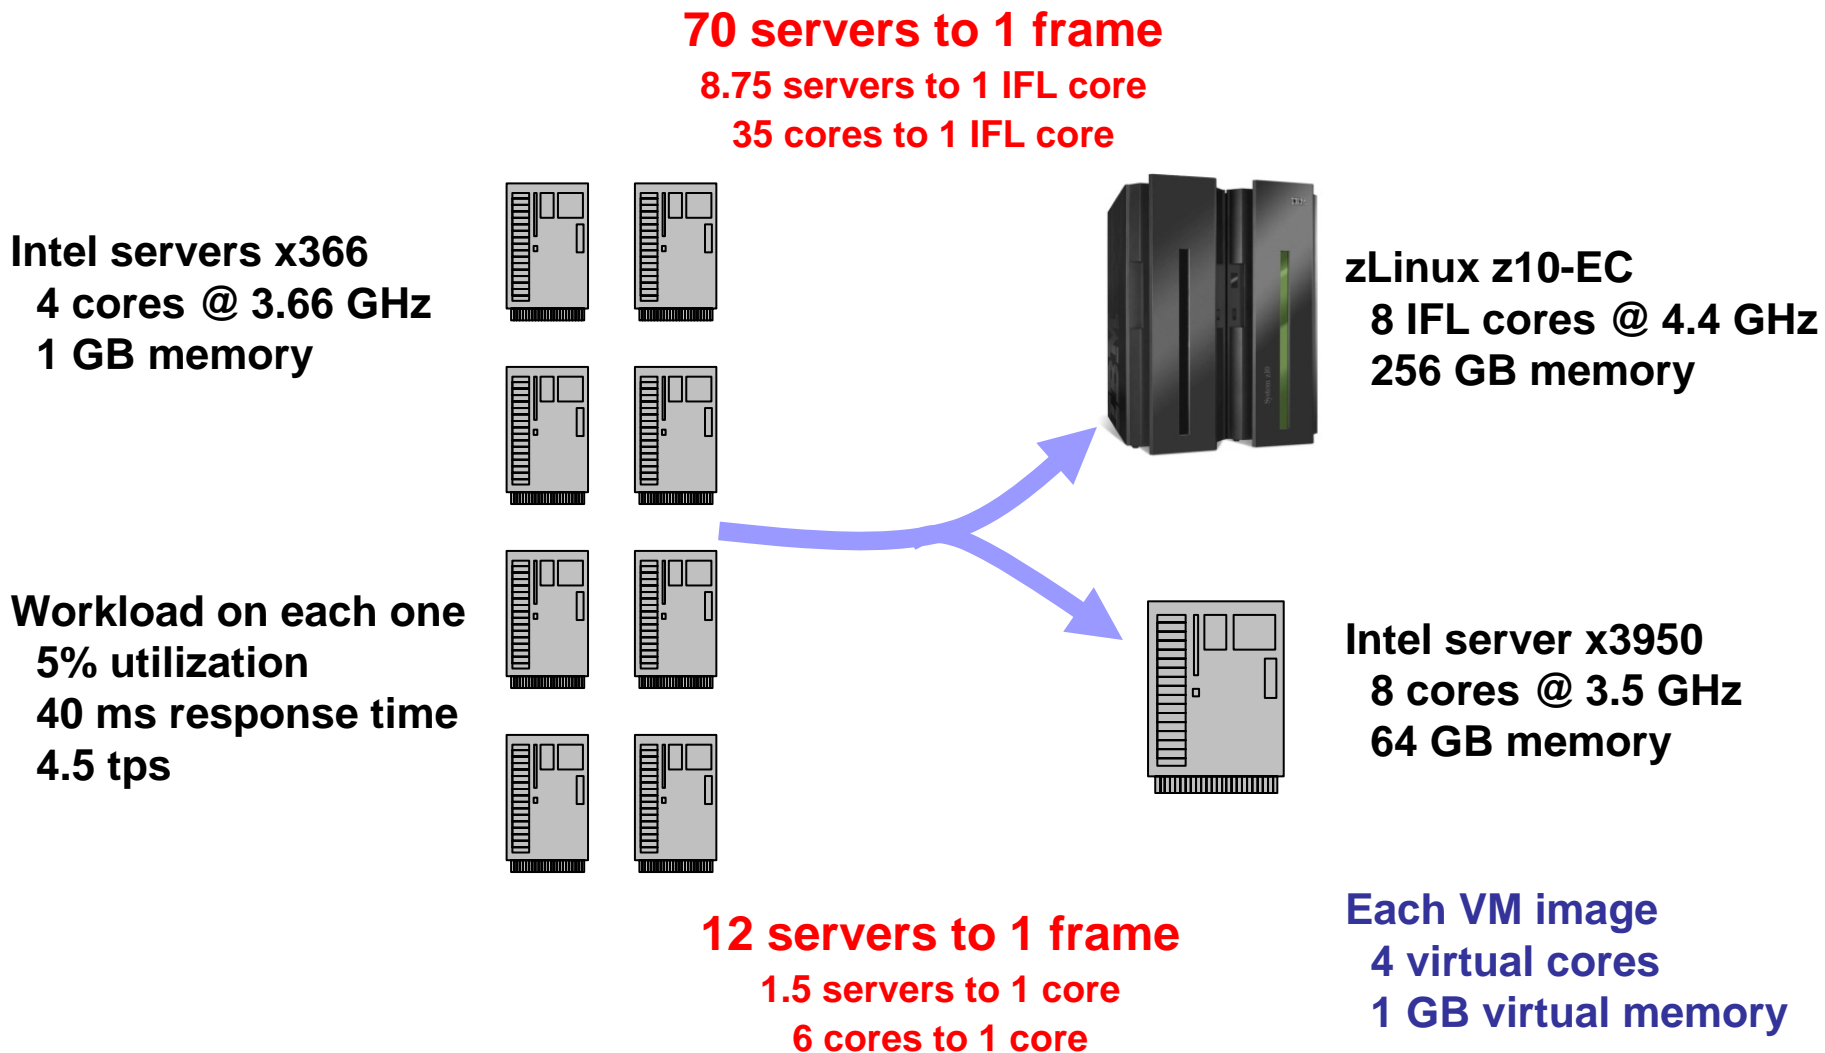 70 servers to 1 frame
8.75 servers to 1 IFL core
35 cores to 1 IFL core
Intel servers x366
4 cores @ 3.66 GHz
1 GB memory
zLinux z10-EC
8 IFL cores @ 4.4 GHz
256 GB memory
Workload on each one
5% utilization
40 ms response time
4.5 tps
Intel server x3950
8 cores @ 3.5 GHz
64 GB memory
12 servers to 1 frame
1.5 servers to 1 core
6 cores to 1 core
Each VM image
4 virtual cores
1 GB virtual memory